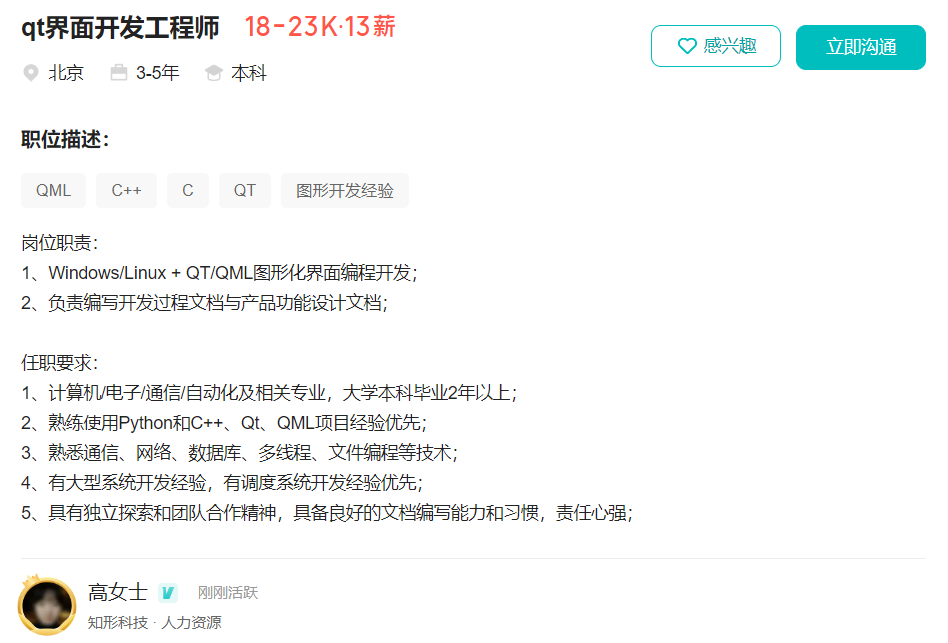 qt界面开发工程师 18-23K·13薪
感兴趣 立即沟通
北京 3-5年 本科
职位描述：
QML C++ C QT 图形开发经验
岗位职责：
1、Windows/Linux + QT/QML图形化界面编程开发；
2、负责编写开发过程文档与产品功能设计文档；
任职要求：
1、计算机/电子/通信/自动化及相关专业，大学本科毕业2年以上；
2、熟练使用Python和C++、Qt、QML项目经验优先；
3、熟悉通信、网络、数据库、多线程、文件编程等技术；
4、有大型系统开发经验，有调度系统开发经验优先；
5、具有独立探索和团队合作精神，具备良好的文档编写能力和习惯，责任心强；
高女士 刚刚活跃
知形科技 · 人力资源